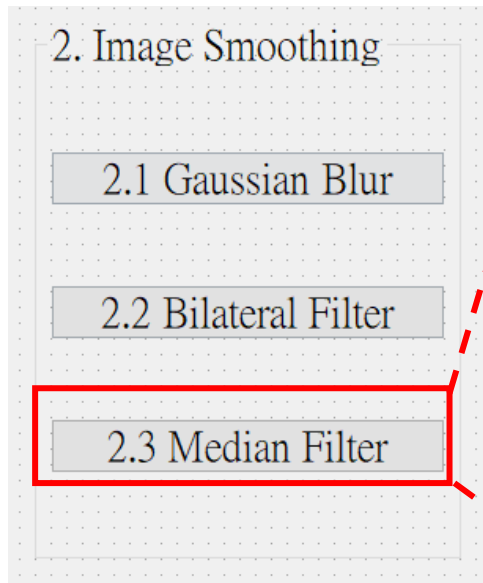 2. Image Smoothing
2.1 Gaussian Blur
2.2 Bilateral Filter
2.3 Median Filter